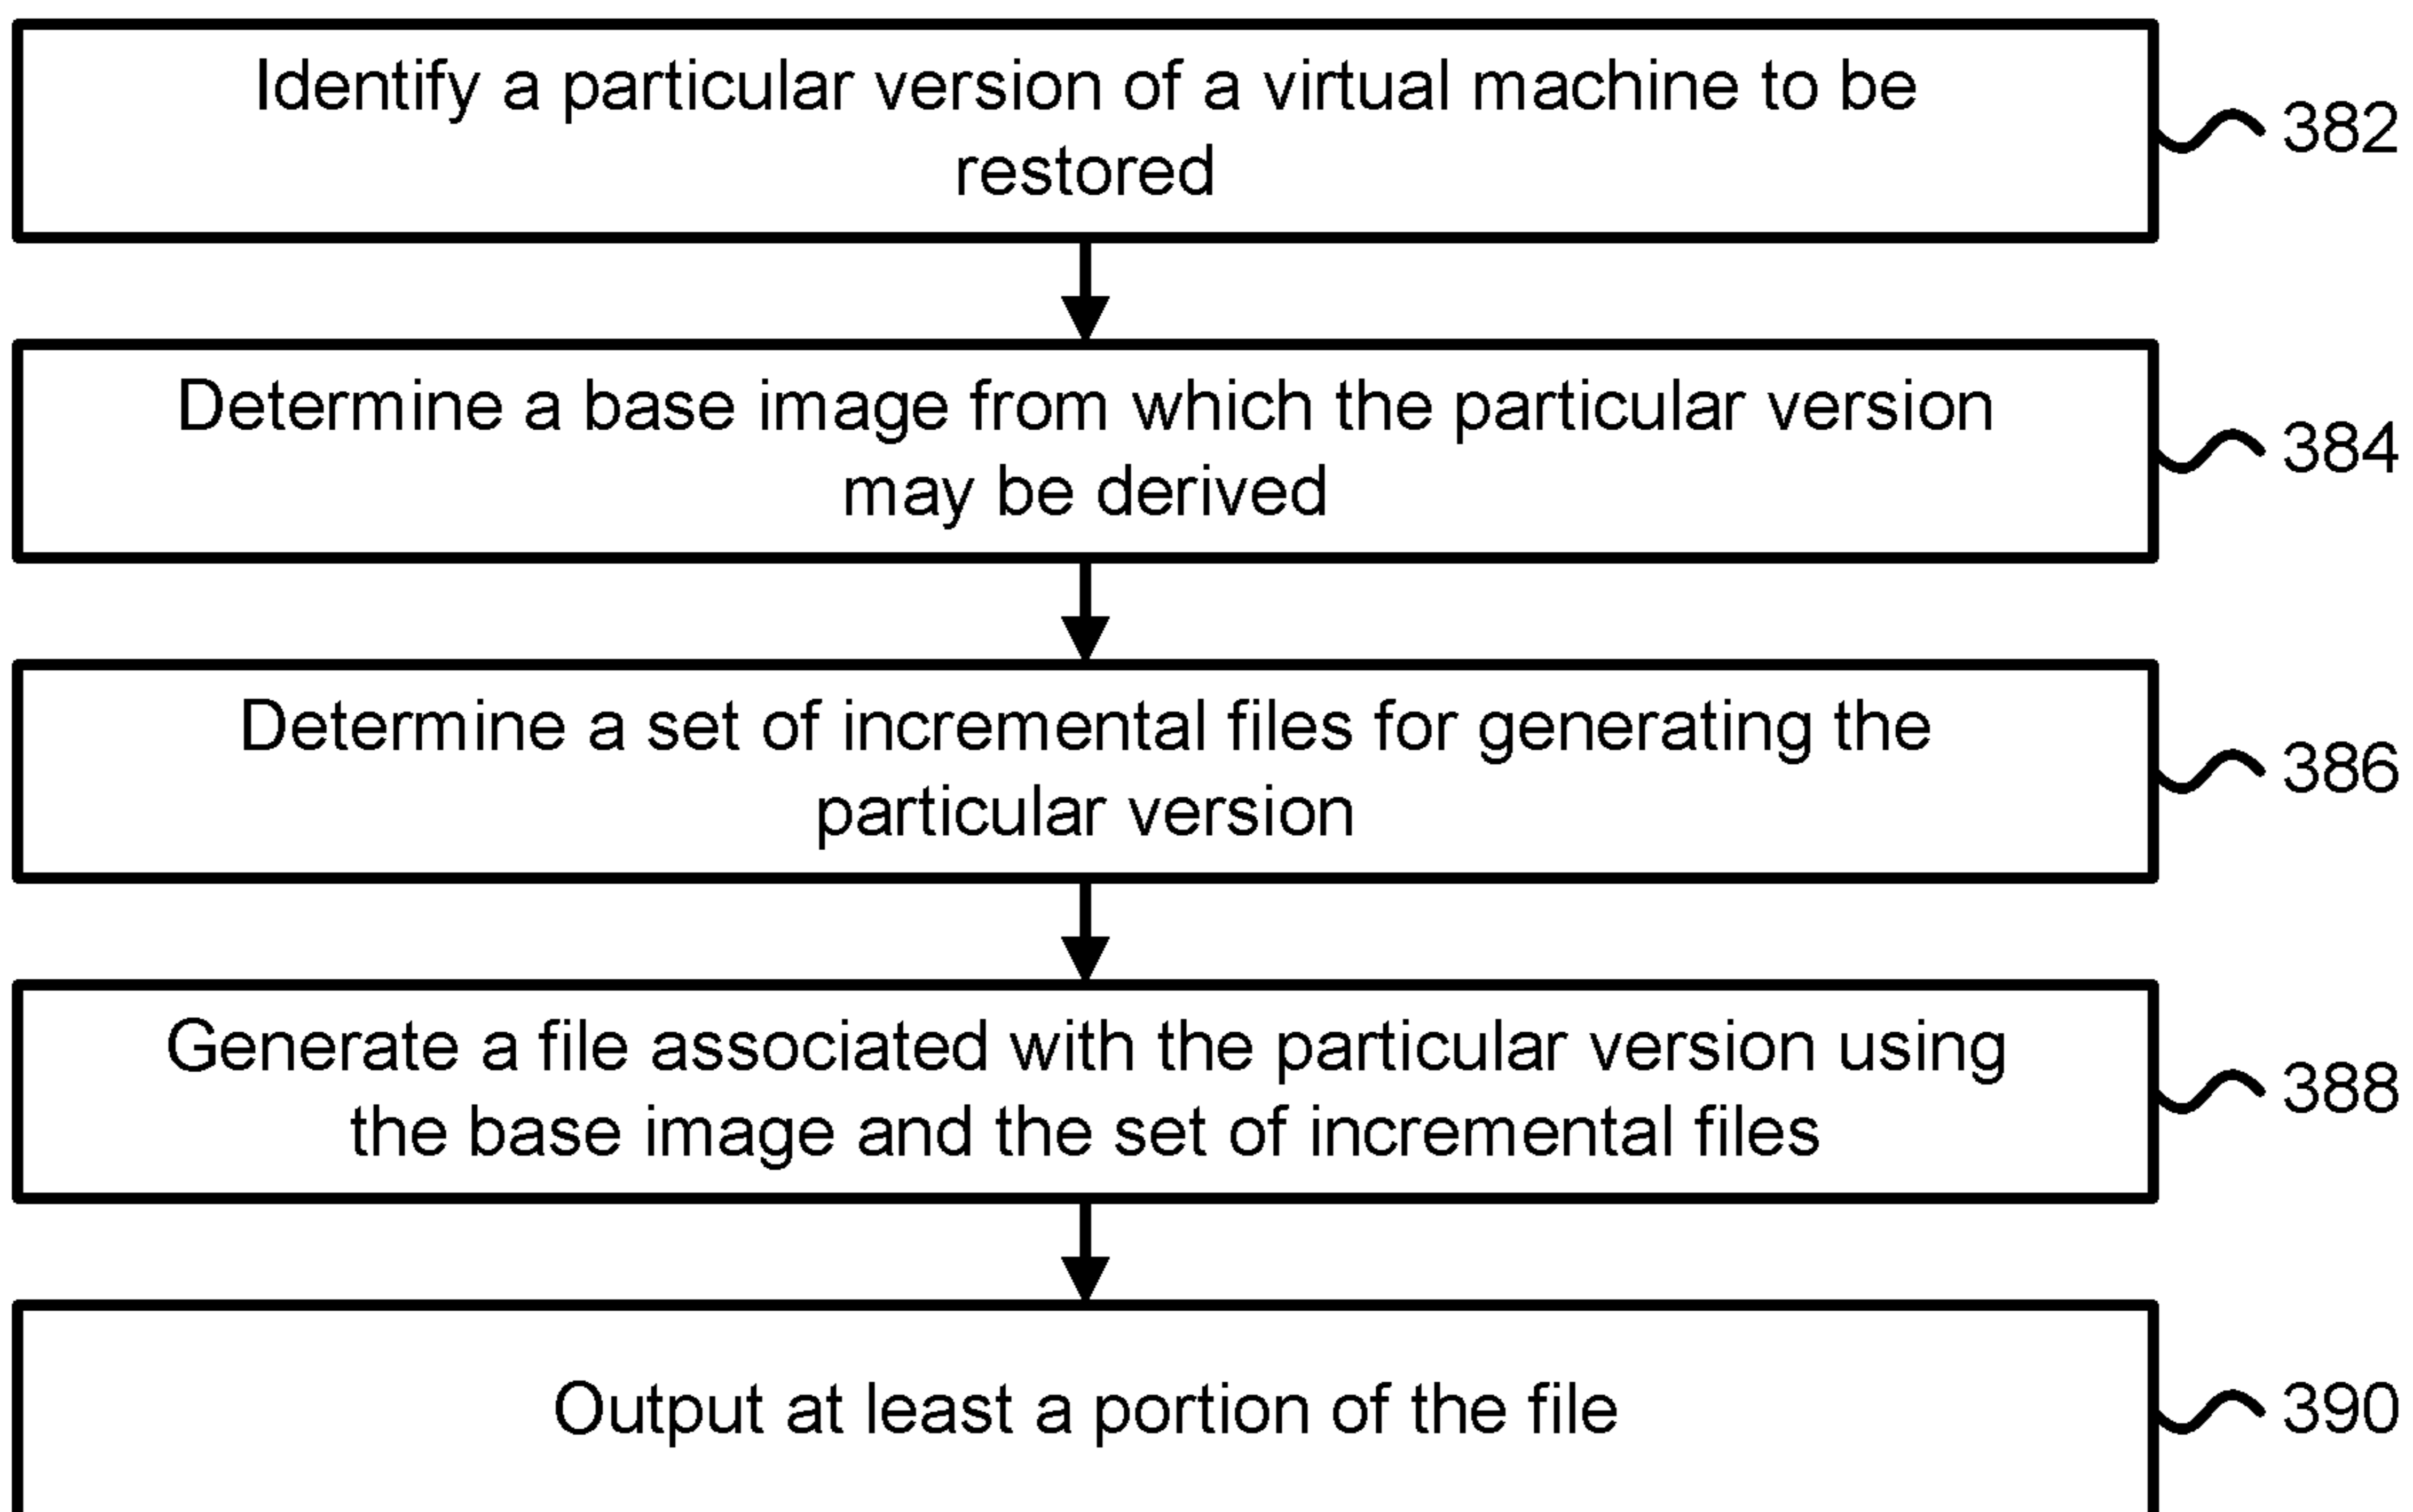 Identify a particular version of a virtual machine to be
restored
382
Determine a base image from which the particular version
may be derived
384
Determine a set of incremental files for generating the
particular version
386
Generate a file associated with the particular version using
the base image and the set of incremental files
388
Output at least a portion of the file
390